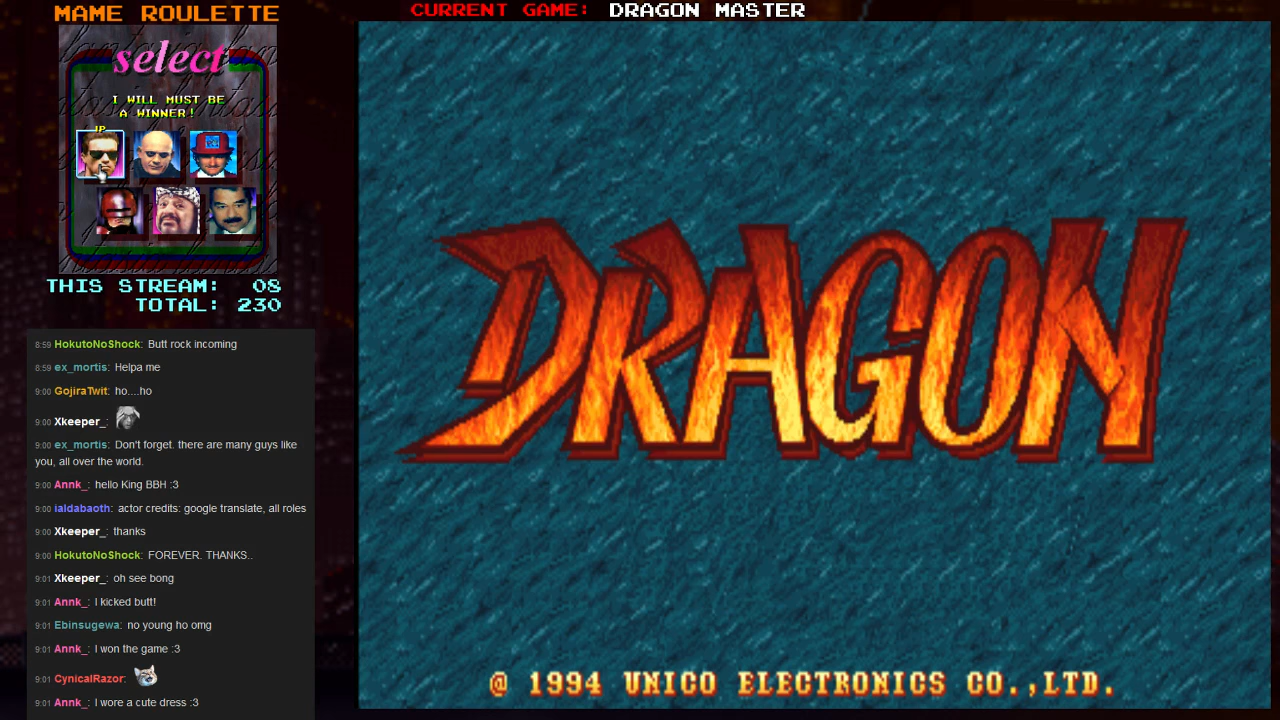 MAME ROULETTE
CURRENT GAME: DRAGON MASTER
select
I WILL MUST BE
A WINNER!
1P
THIS STREAM: 08
TOTAL: 230
8:59 HokutoNoShock: Butt rock incoming
8:59 ex_mortis: Helpa me
9:00 GojiraTwit: ho....ho
9:00 Xkeeper_:
9:00 ex_mortis: Don't forget. there are many guys like
you, all over the world.
9:00 Annk_: hello King BBH :3
9:00 ialdabaoth: actor credits: google translate, all roles
9:00 Xkeeper_: thanks
9:00 HokutoNoShock: FOREVER. THANKS..
9:01 Xkeeper_: oh see bong
9:01 Annk_: I kicked butt!
9:01 Ebinsugewa: no young ho omg
9:01 Annk_: I won the game :3
9:01 CynicalRazor:
9:01 Annk_: I wore a cute dress :3
DRAGON
@ 1994 UNICO ELECTRONICS CO.,LTD.